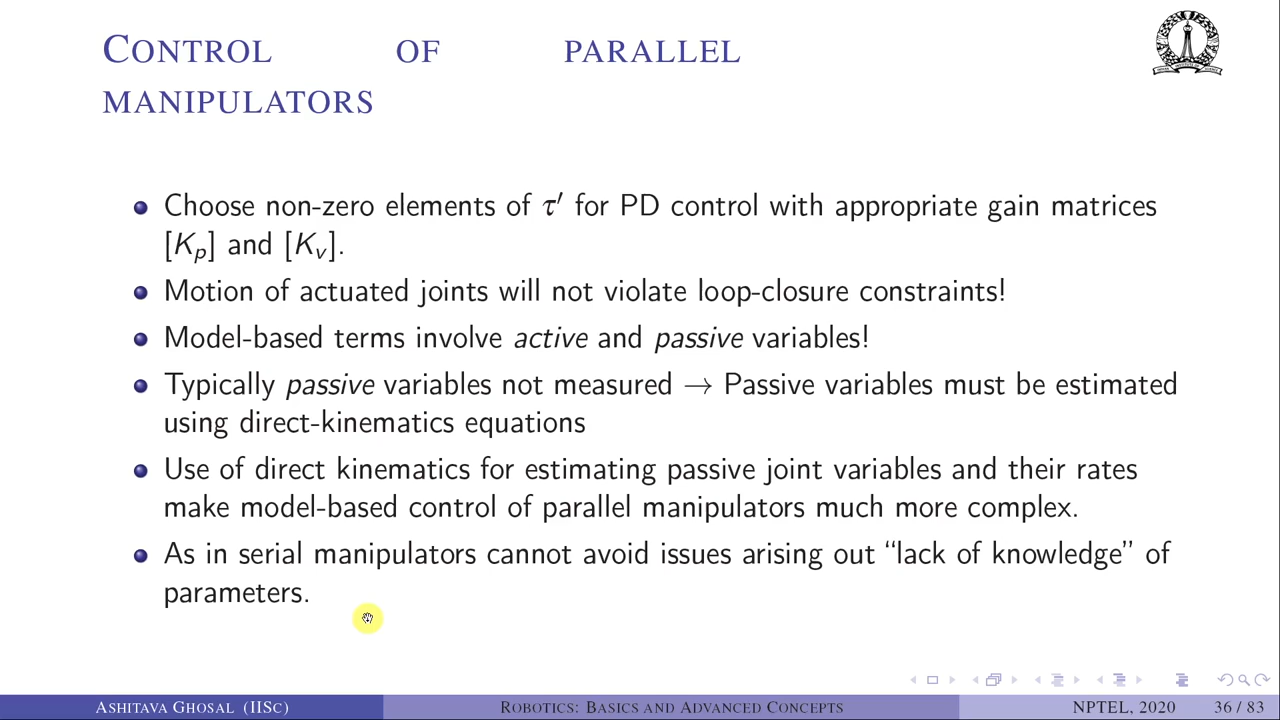 CONTROL OF PARALLEL
MANIPULATORS
Choose non-zero elements of τ′ for PD control with appropriate gain matrices
[Kp] and [Kv].
Motion of actuated joints will not violate loop-closure constraints!
Model-based terms involve active and passive variables!
Typically passive variables not measured → Passive variables must be estimated
using direct-kinematics equations
Use of direct kinematics for estimating passive joint variables and their rates
make model-based control of parallel manipulators much more complex.
As in serial manipulators cannot avoid issues arising out “lack of knowledge” of
parameters.
ASHITAVA GHOSAL (IISC) ROBOTICS: BASICS AND ADVANCED CONCEPTS NPTEL, 2020 36 / 83